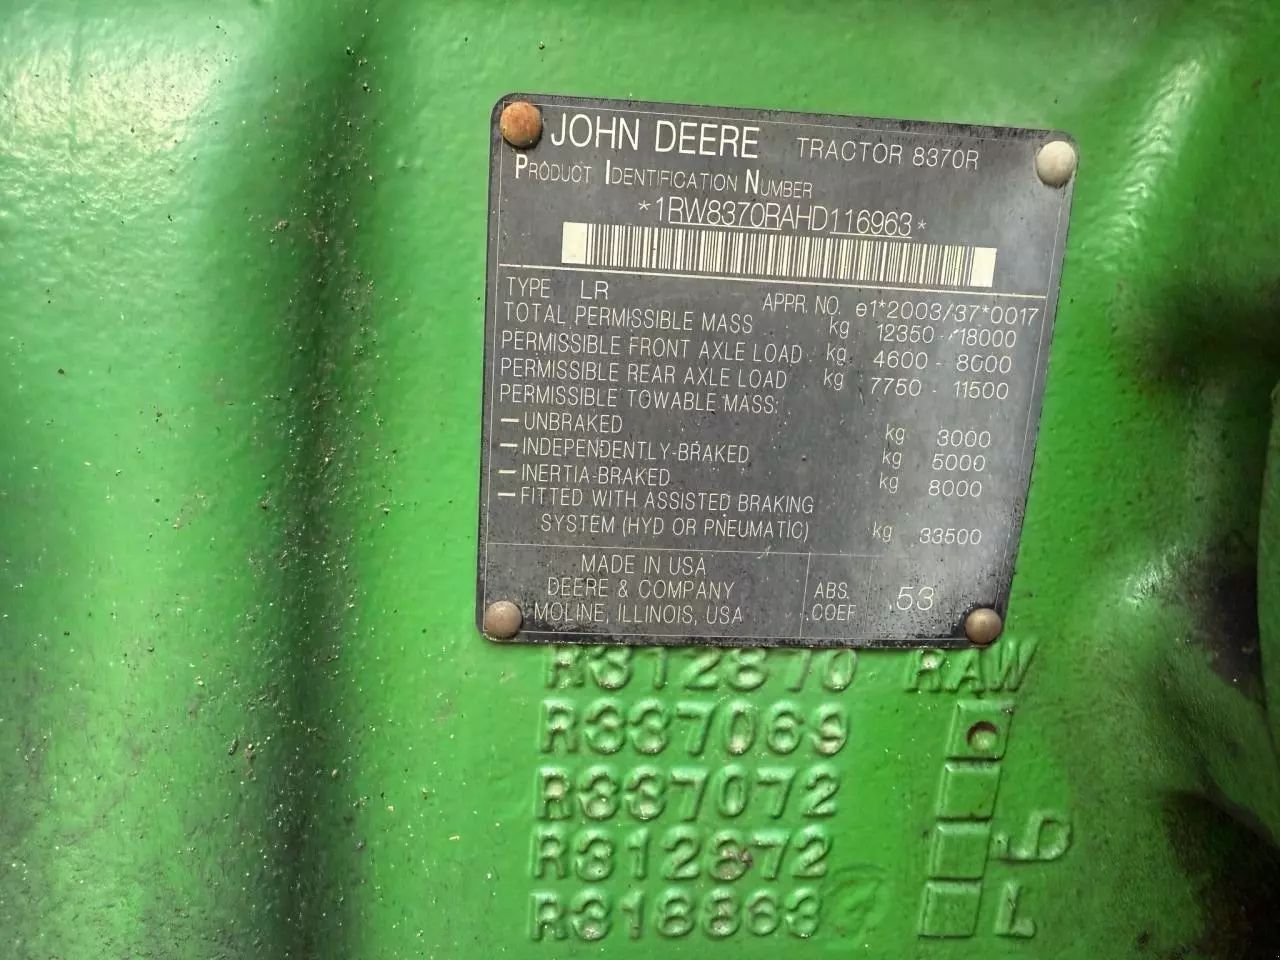 JOHN DEERE TRACTOR 8370R
PRODUCT IDENTIFICATION NUMBER
*1RW8370RAHD116963*
TYPE LR APPR. NO. e1*2003/37*0017
TOTAL PERMISSIBLE MASS kg 12350 - 18000
PERMISSIBLE FRONT AXLE LOAD kg 4600 - 8000
PERMISSIBLE REAR AXLE LOAD kg 7750 - 11500
PERMISSIBLE TOWABLE MASS:
— UNBRAKED kg 3000
— INDEPENDENTLY-BRAKED kg 5000
— INERTIA-BRAKED kg 8000
— FITTED WITH ASSISTED BRAKING
SYSTEM (HYD OR PNEUMATIC) kg 33500
MADE IN USA
DEERE & COMPANY
MOLINE, ILLINOIS, USA
ABS.
COEF .53
R312870 RAW
R337069
R337072
R312872
R318863 L